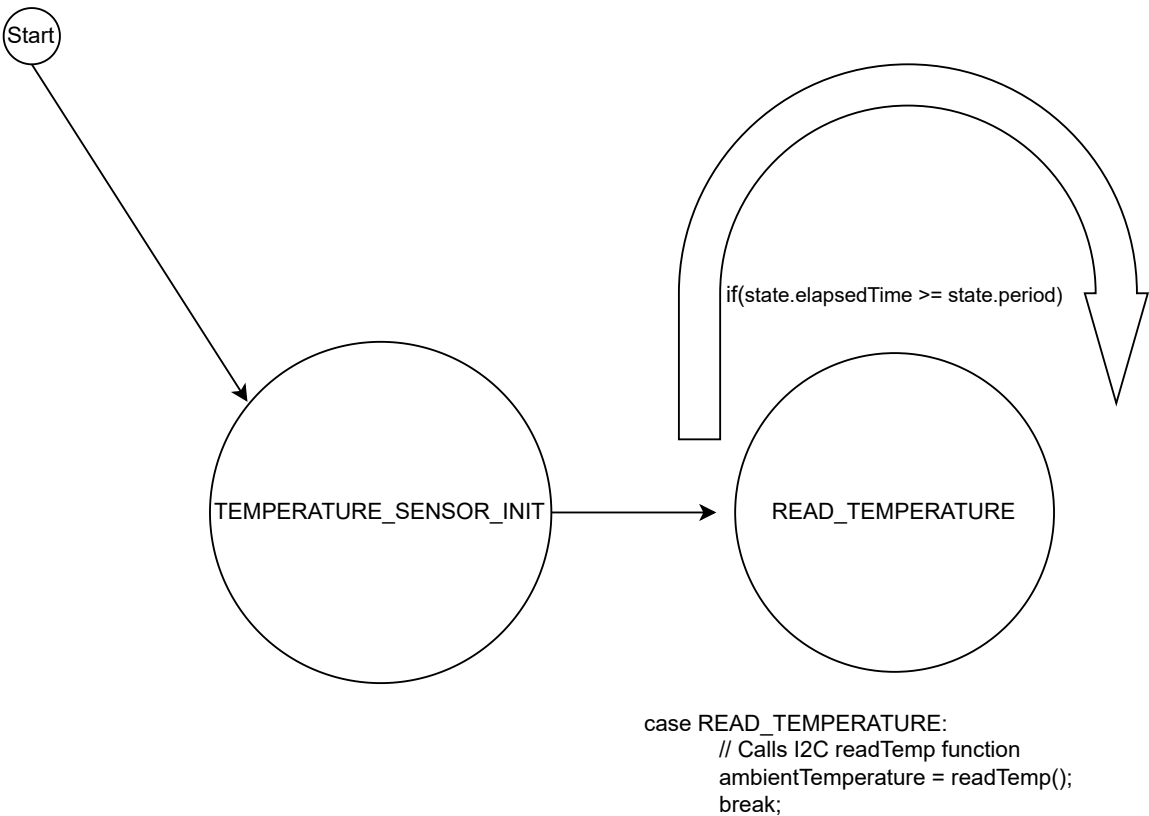 Start
if(state.elapsedTime >= state.period)
TEMPERATURE_SENSOR_INIT
READ_TEMPERATURE
case READ_TEMPERATURE:
// Calls I2C readTemp function
ambientTemperature = readTemp();
break;